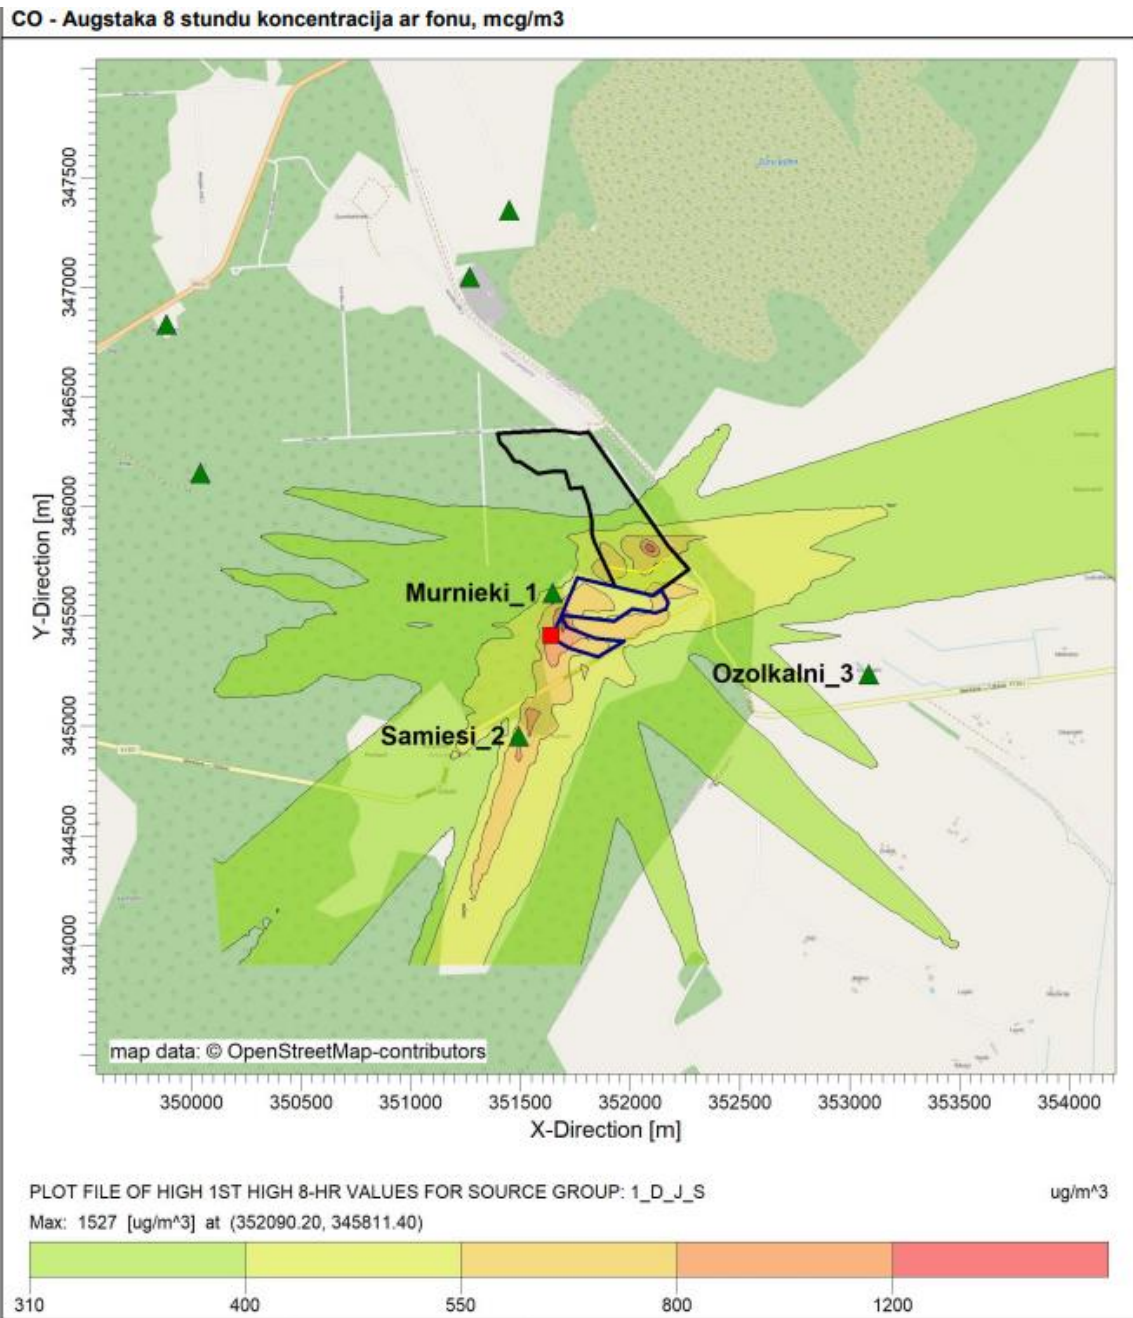 CO - Augstaka 8 stundu koncentracija ar fonu, mcg/m3
347500
347000
346500
346000
345500
345000
344500
344000
Y-Direction [m]
Murnieki_1
Ozolkalni_3
Samiesi_2
map data: © OpenStreetMap-contributors
350000 350500 351000 351500 352000 352500 353000 353500 354000
X-Direction [m]
PLOT FILE OF HIGH 1ST HIGH 8-HR VALUES FOR SOURCE GROUP: 1_D_J_S ug/m^3
Max: 1527 [ug/m^3] at (352090.20, 345811.40)
310 400 550 800 1200